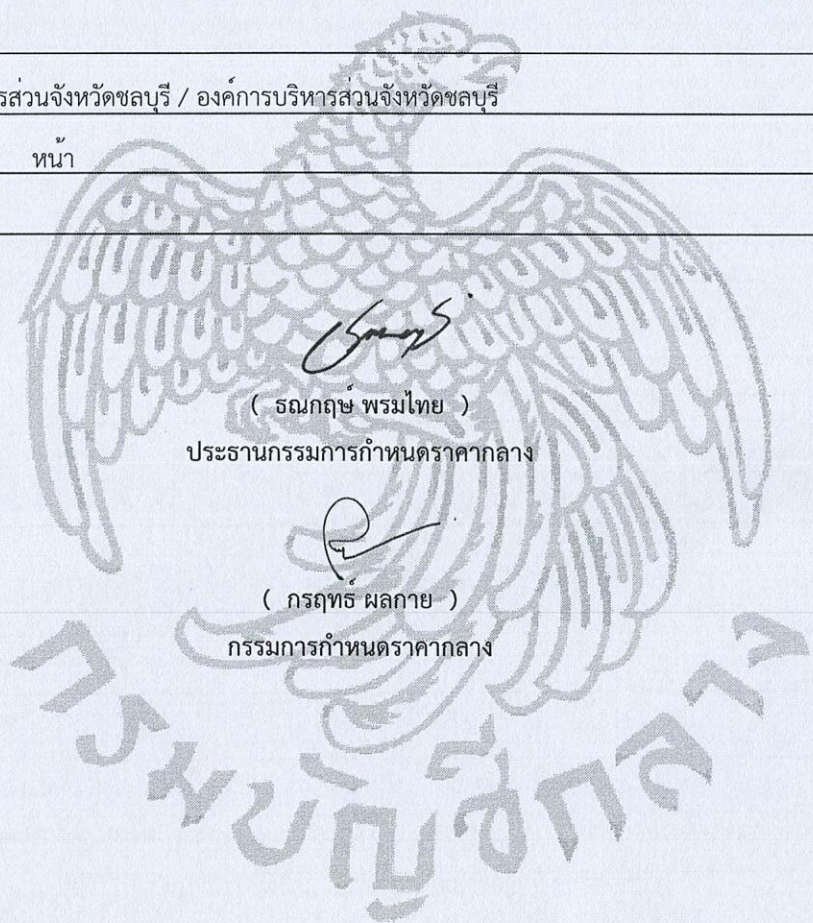 รส่วนจังหวัดชลบุรี / องค์การบริหารส่วนจังหวัดชลบุรี
หน้า
( ธณกฤษ์ พรมไทย )
ประธานกรรมการกำหนดราคากลาง
( กรฤทธิ์ ผลกาย )
กรรมการกำหนดราคากลาง
กรมบัญชีกลาง